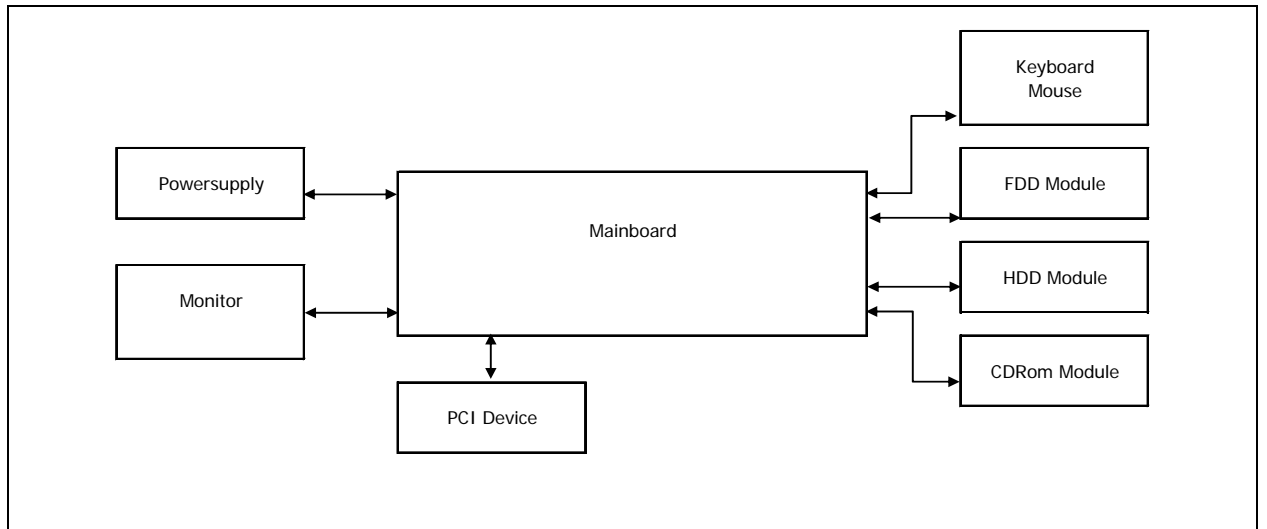 Keyboard
Mouse
Powersupply
FDD Module
Mainboard
Monitor
HDD Module
CDRom Module
PCI Device